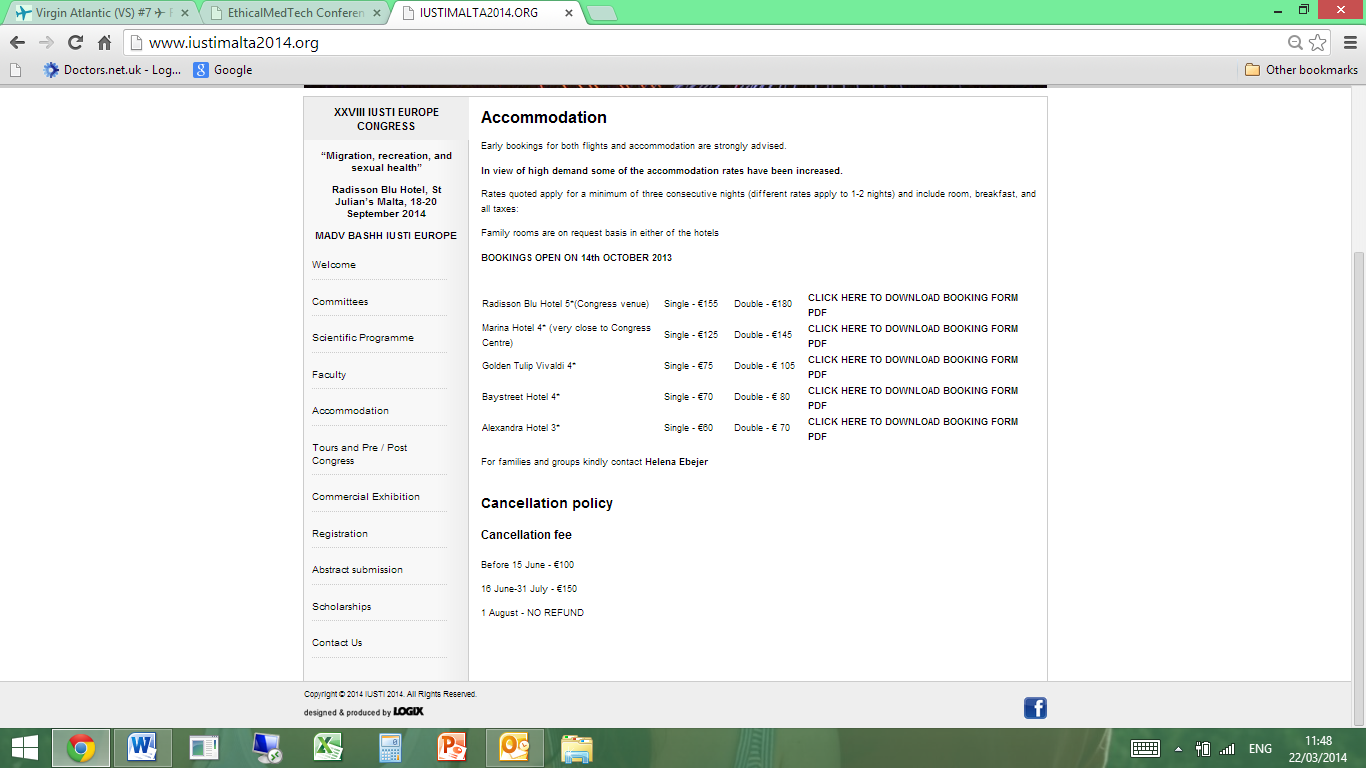 Virgin Atlantic (VS) #7 ✈ F
EthicalMedTech Conferen
IUSTIMALTA2014.ORG
www.iustimalta2014.org
Doctors.net.uk - Log...
Google
Other bookmarks
XXVIII IUSTI EUROPE
CONGRESS
“Migration, recreation, and
sexual health”
Radisson Blu Hotel, St
Julian’s Malta, 18-20
September 2014
MADV BASHH IUSTI EUROPE
Welcome
Committees
Scientific Programme
Faculty
Accommodation
Tours and Pre / Post
Congress
Commercial Exhibition
Registration
Abstract submission
Scholarships
Contact Us
Accommodation
Early bookings for both flights and accommodation are strongly advised.
In view of high demand some of the accommodation rates have been increased.
Rates quoted apply for a minimum of three consecutive nights (different rates apply to 1-2 nights) and include room, breakfast, and
all taxes:
Family rooms are on request basis in either of the hotels
BOOKINGS OPEN ON 14th OCTOBER 2013
Radisson Blu Hotel 5*(Congress venue) Single - €155 Double - €180 CLICK HERE TO DOWNLOAD BOOKING FORM
PDF
Marina Hotel 4* (very close to Congress
Centre) Single - €125 Double - €145 CLICK HERE TO DOWNLOAD BOOKING FORM
PDF
Golden Tulip Vivaldi 4* Single - €75 Double - € 105 CLICK HERE TO DOWNLOAD BOOKING FORM
PDF
Baystreet Hotel 4* Single - €70 Double - € 80 CLICK HERE TO DOWNLOAD BOOKING FORM
PDF
Alexandra Hotel 3* Single - €60 Double - € 70 CLICK HERE TO DOWNLOAD BOOKING FORM
PDF
For families and groups kindly contact Helena Ebejer
Cancellation policy
Cancellation fee
Before 15 June - €100
16 June-31 July - €150
1 August - NO REFUND
Copyright © 2014 IUSTI 2014. All Rights Reserved.
designed & produced by LOGIX
ENG
11:48
22/03/2014